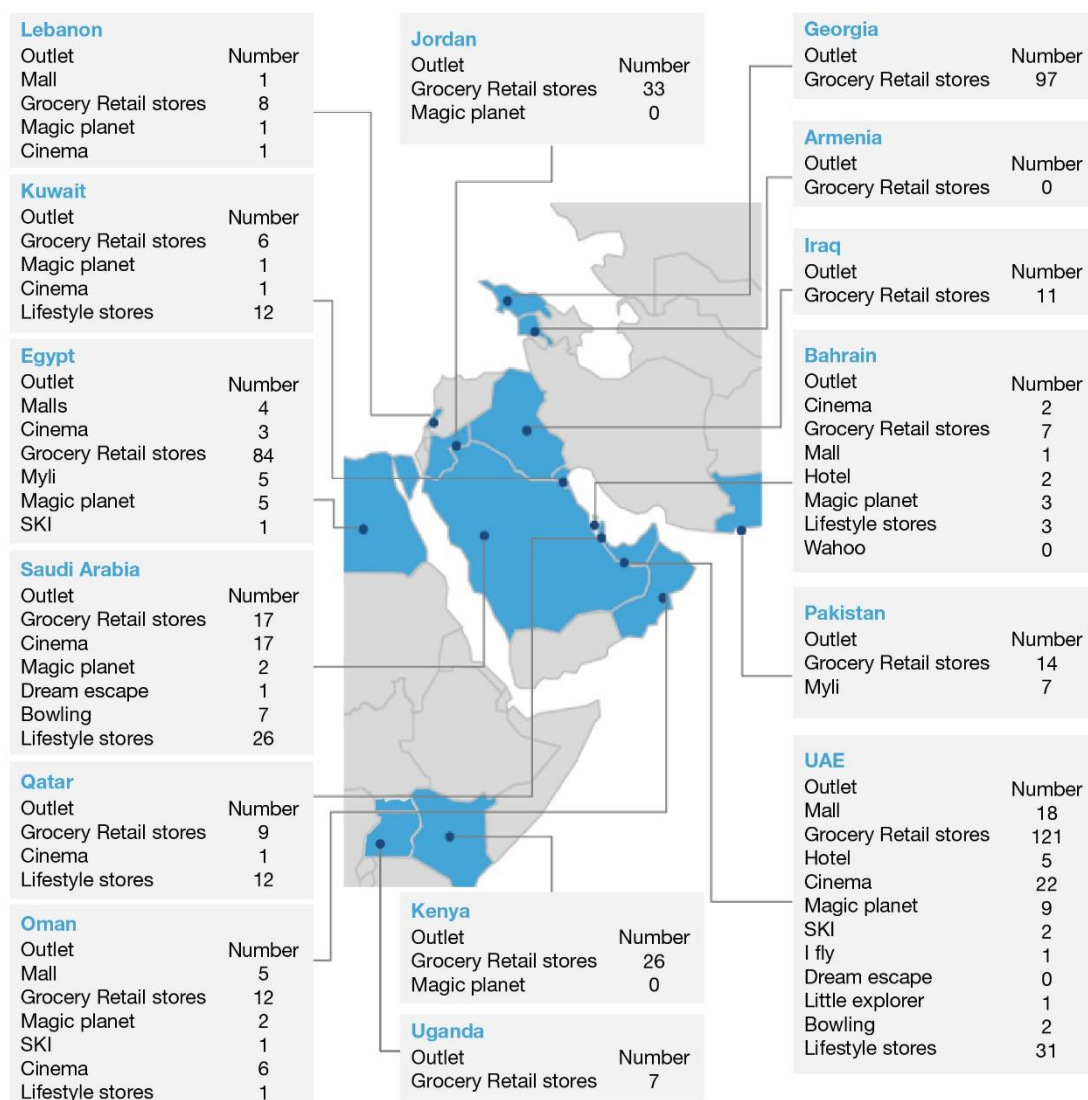 Lebanon
Outlet Number
Mall 1
Grocery Retail stores 8
Magic planet 1
Cinema 1
Kuwait
Outlet Number
Grocery Retail stores 6
Magic planet 1
Cinema 1
Lifestyle stores 12
Egypt
Outlet Number
Malls 4
Cinema 3
Grocery Retail stores 84
Myli 5
Magic planet 5
SKI 1
Saudi Arabia
Outlet Number
Grocery Retail stores 17
Cinema 17
Magic planet 2
Dream escape 1
Bowling 7
Lifestyle stores 26
Qatar
Outlet Number
Grocery Retail stores 9
Cinema 1
Lifestyle stores 12
Oman
Outlet Number
Mall 5
Grocery Retail stores 12
Magic planet 2
SKI 1
Cinema 6
Lifestyle stores 1
Jordan
Outlet Number
Grocery Retail stores 33
Magic planet 0
Kenya
Outlet Number
Grocery Retail stores 26
Magic planet 0
Uganda
Outlet Number
Grocery Retail stores 7
Georgia
Outlet Number
Grocery Retail stores 97
Armenia
Outlet Number
Grocery Retail stores 0
Iraq
Outlet Number
Grocery Retail stores 11
Bahrain
Outlet Number
Cinema 2
Grocery Retail stores 7
Mall 1
Hotel 2
Magic planet 3
Lifestyle stores 3
Wahoo 0
Pakistan
Outlet Number
Grocery Retail stores 14
Myli 7
UAE
Outlet Number
Mall 18
Grocery Retail stores 121
Hotel 5
Cinema 22
Magic planet 9
SKI 2
I fly 1
Dream escape 0
Little explorer 1
Bowling 2
Lifestyle stores 31